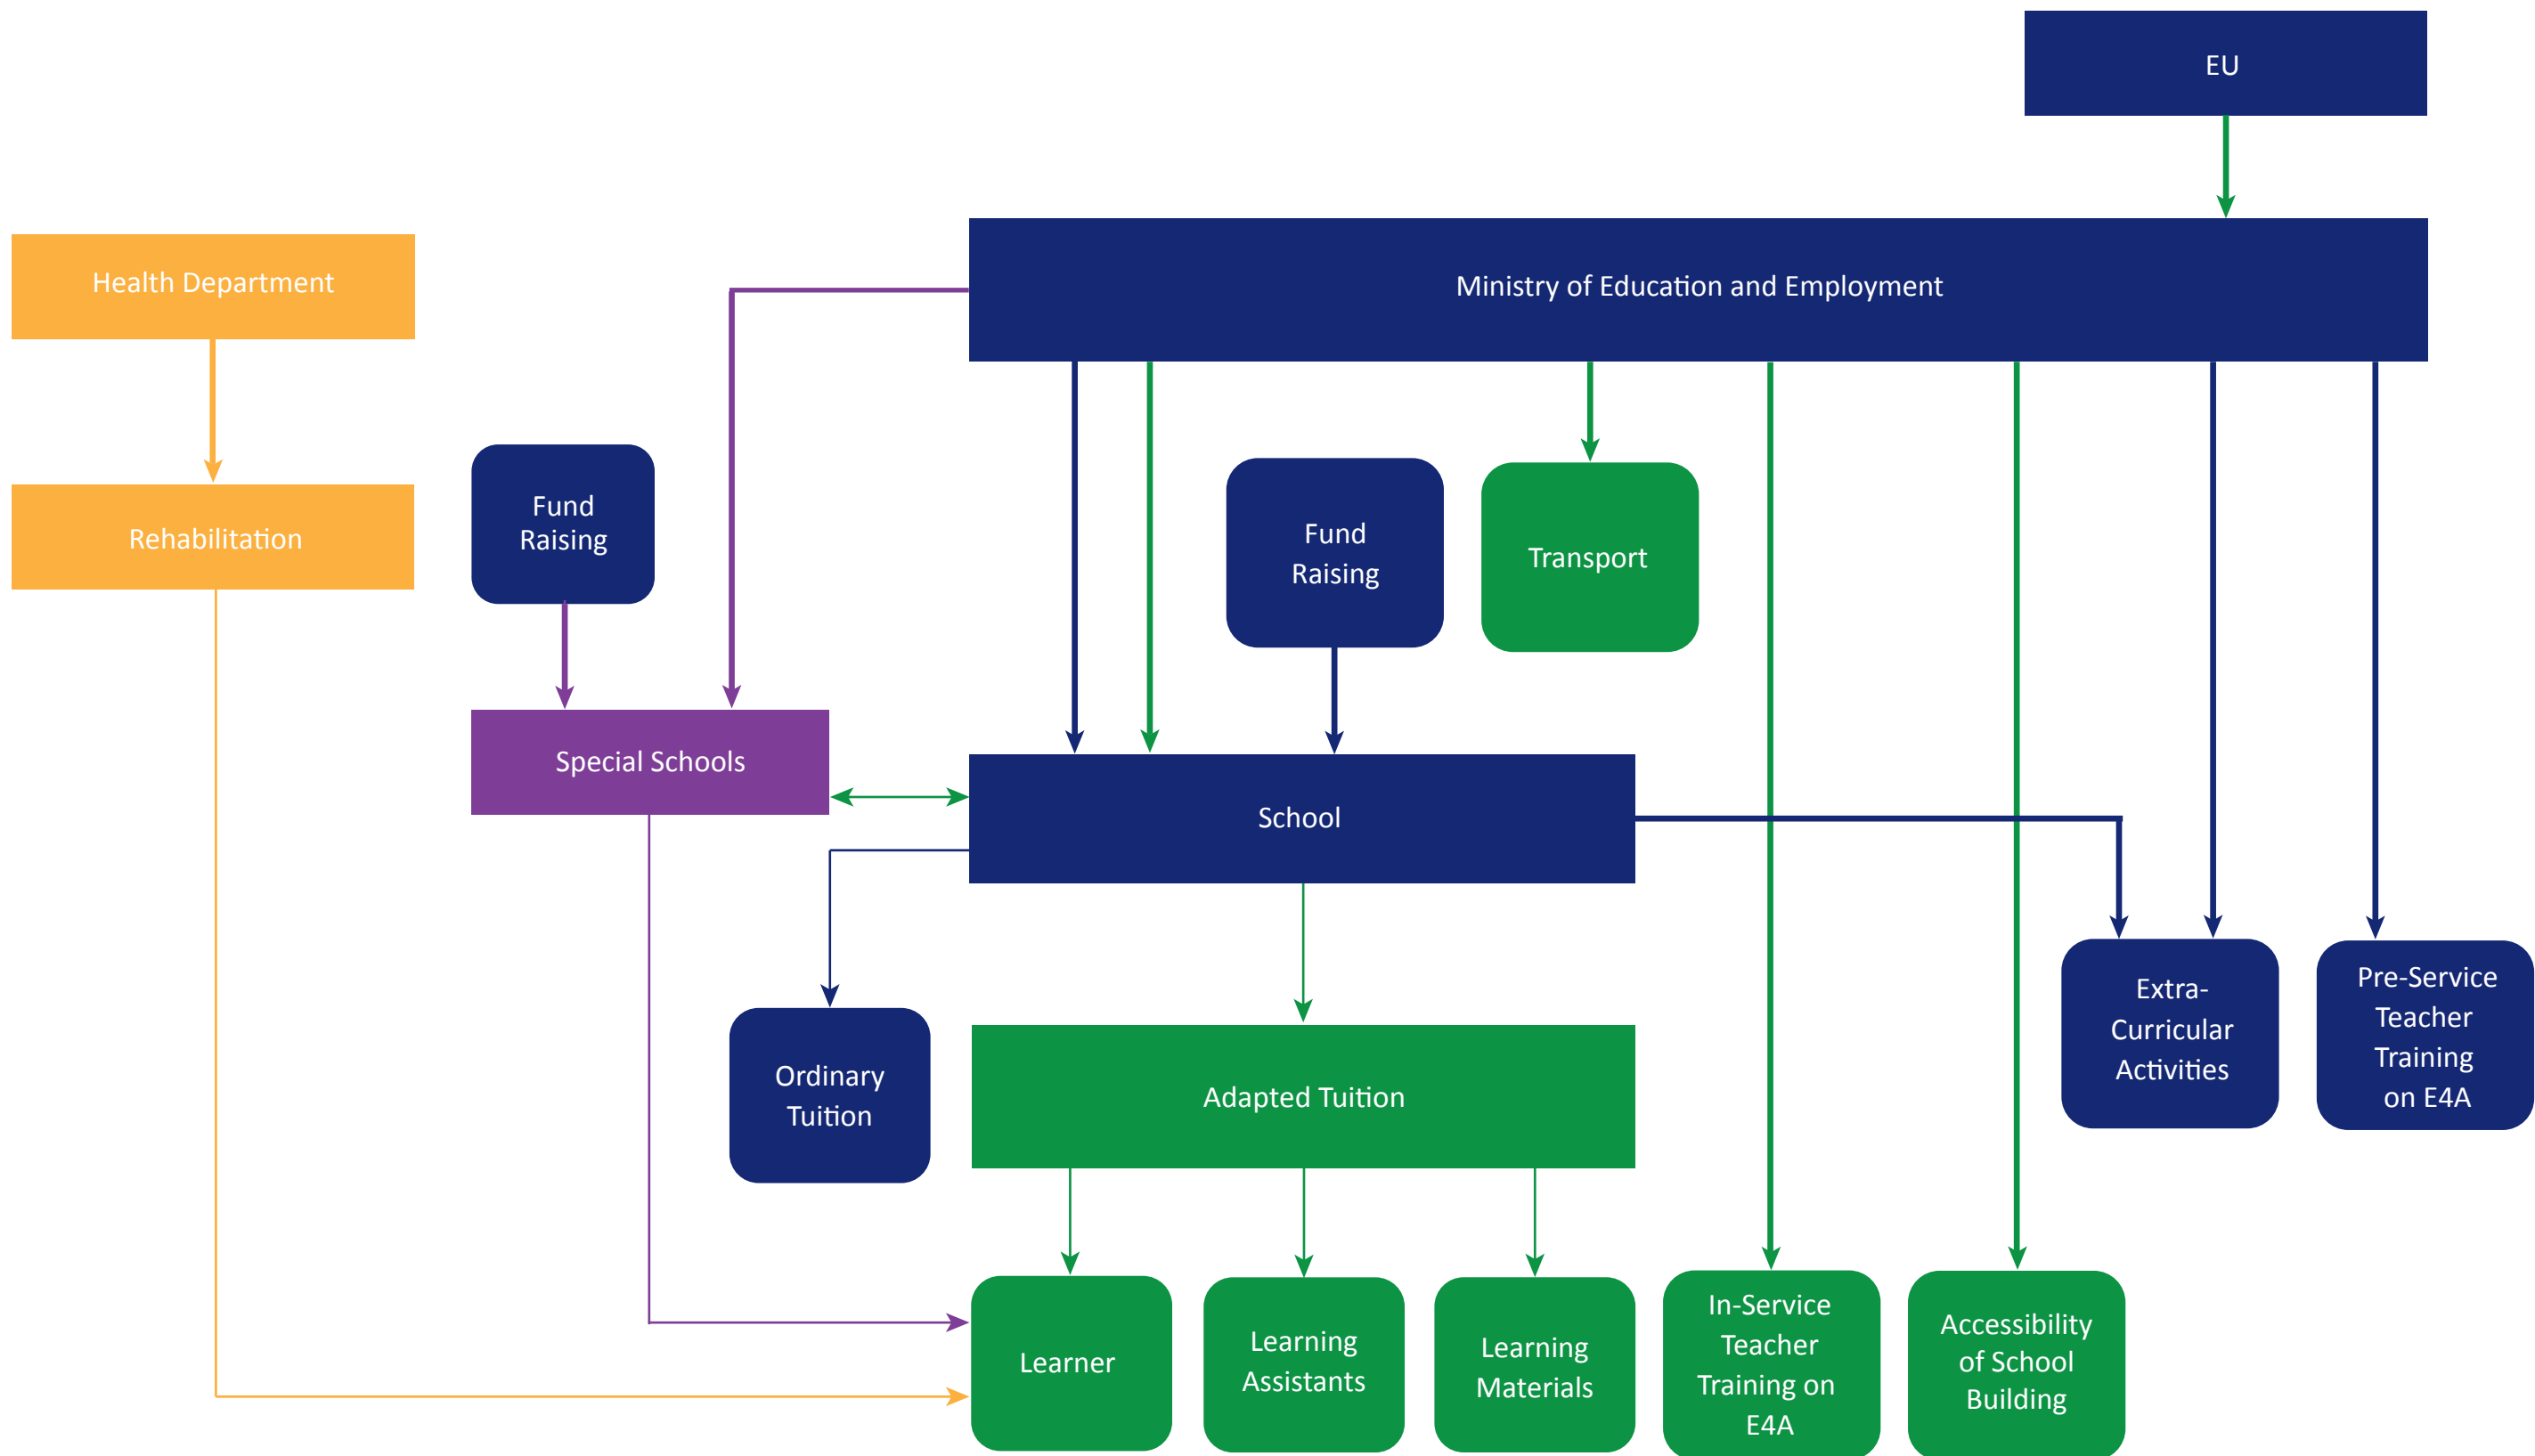 EU
Ministry of Education and Employment
Health Department
Rehabilitation
Fund
Raising
Fund
Raising
Transport
Special Schools
School
Ordinary
Tuition
Adapted Tuition
Extra-
Curricular
Activities
Pre-Service
Teacher
Training
on E4A
Learner
Learning
Assistants
Learning
Materials
In-Service
Teacher
Training on
E4A
Accessibility
of School
Building